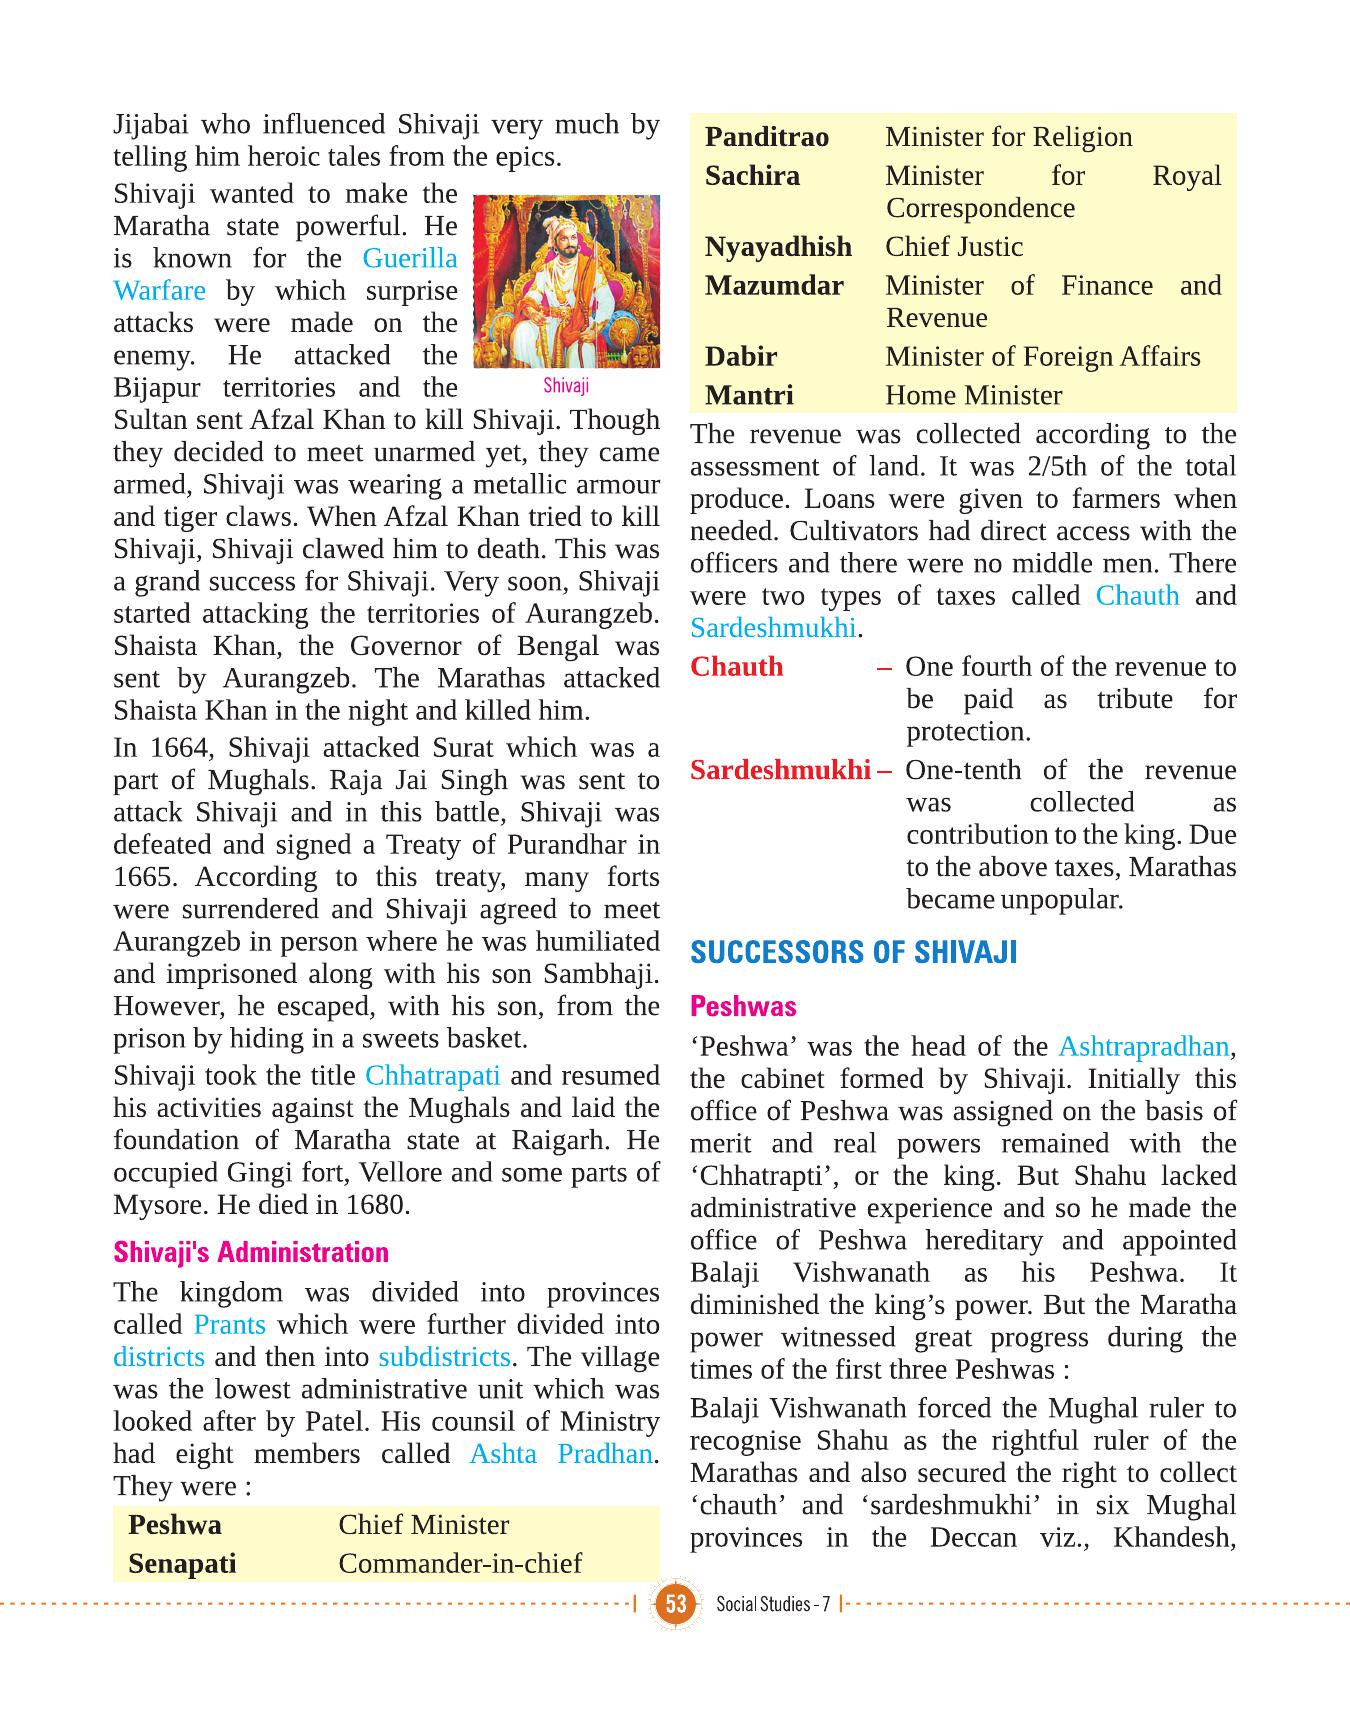 Jijabai who influenced Shivaji very much by
telling him heroic tales from the epics.
Shivaji wanted to make the
Maratha state powerful. He
is known for the Guerilla
Warfare by which surprise
attacks were made on the
enemy. He attacked the
Bijapur territories and the
Shivaji
Sultan sent Afzal Khan to kill Shivaji. Though
they decided to meet unarmed yet, they came
armed, Shivaji was wearing a metallic armour
and tiger claws. When Afzal Khan tried to kill
Shivaji, Shivaji clawed him to death. This was
a grand success for Shivaji. Very soon, Shivaji
started attacking the territories of Aurangzeb.
Shaista Khan, the Governor of Bengal was
sent by Aurangzeb. The Marathas attacked
Shaista Khan in the night and killed him.
In 1664, Shivaji attacked Surat which was a
part of Mughals. Raja Jai Singh was sent to
attack Shivaji and in this battle, Shivaji was
defeated and signed a Treaty of Purandhar in
1665. According to this treaty, many forts
were surrendered and Shivaji agreed to meet
Aurangzeb in person where he was humiliated
and imprisoned along with his son Sambhaji.
However, he escaped, with his son, from the
prison by hiding in a sweets basket.
Shivaji took the title Chhatrapati and resumed
his activities against the Mughals and laid the
foundation of Maratha state at Raigarh. He
occupied Gingi fort, Vellore and some parts of
Mysore. He died in 1680.
Shivaji's Administration
The kingdom was divided into provinces
called Prants which were further divided into
districts and then into subdistricts. The village
was the lowest administrative unit which was
looked after by Patel. His counsil of Ministry
had eight members called Ashta Pradhan.
They were :
Peshwa Chief Minister
Senapati Commander-in-chief
Panditrao Minister for Religion
Sachira Minister for Royal
Correspondence
Nyayadhish Chief Justic
Mazumdar Minister of Finance and
Revenue
Dabir Minister of Foreign Affairs
Mantri Home Minister
The revenue was collected according to the
assessment of land. It was 2/5th of the total
produce. Loans were given to farmers when
needed. Cultivators had direct access with the
officers and there were no middle men. There
were two types of taxes called Chauth and
Sardeshmukhi.
Chauth – One fourth of the revenue to
be paid as tribute for
protection.
Sardeshmukhi – One-tenth of the revenue
was collected as
contribution to the king. Due
to the above taxes, Marathas
became unpopular.
SUCCESSORS OF SHIVAJI
Peshwas
‘Peshwa’ was the head of the Ashtrapradhan,
the cabinet formed by Shivaji. Initially this
office of Peshwa was assigned on the basis of
merit and real powers remained with the
‘Chhatrapti’, or the king. But Shahu lacked
administrative experience and so he made the
office of Peshwa hereditary and appointed
Balaji Vishwanath as his Peshwa. It
diminished the king’s power. But the Maratha
power witnessed great progress during the
times of the first three Peshwas :
Balaji Vishwanath forced the Mughal ruler to
recognise Shahu as the rightful ruler of the
Marathas and also secured the right to collect
‘chauth’ and ‘sardeshmukhi’ in six Mughal
provinces in the Deccan viz., Khandesh,
53 Social Studies - 7